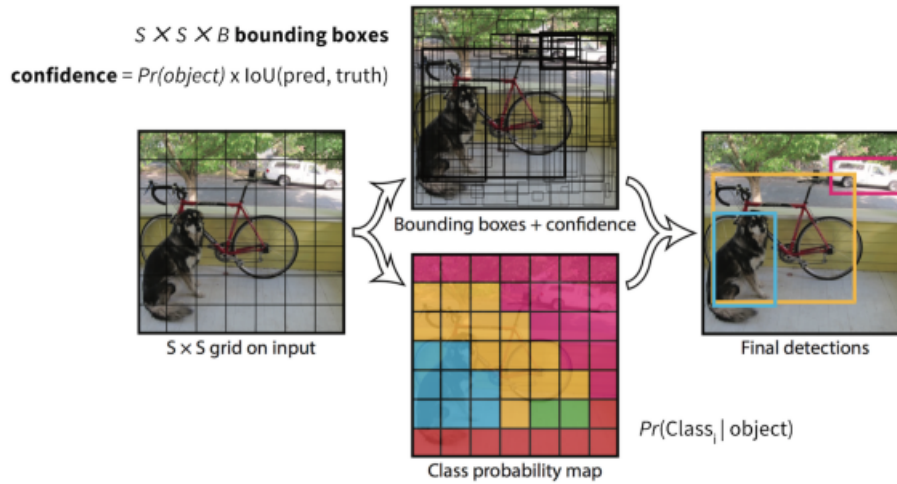 S × S × B bounding boxes
confidence = Pr(object) x IoU(pred, truth)
Bounding boxes + confidence
S × S grid on input
Final detections
Pr(Class_i | object)
Class probability map